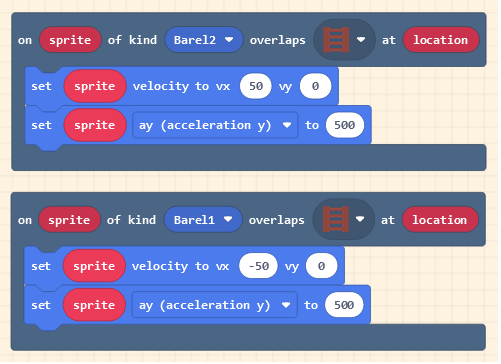 on sprite of kind Barel2 overlaps at location
set sprite velocity to vx 50 vy 0
set sprite ay (acceleration y) to 500
on sprite of kind Barel1 overlaps at location
set sprite velocity to vx -50 vy 0
set sprite ay (acceleration y) to 500